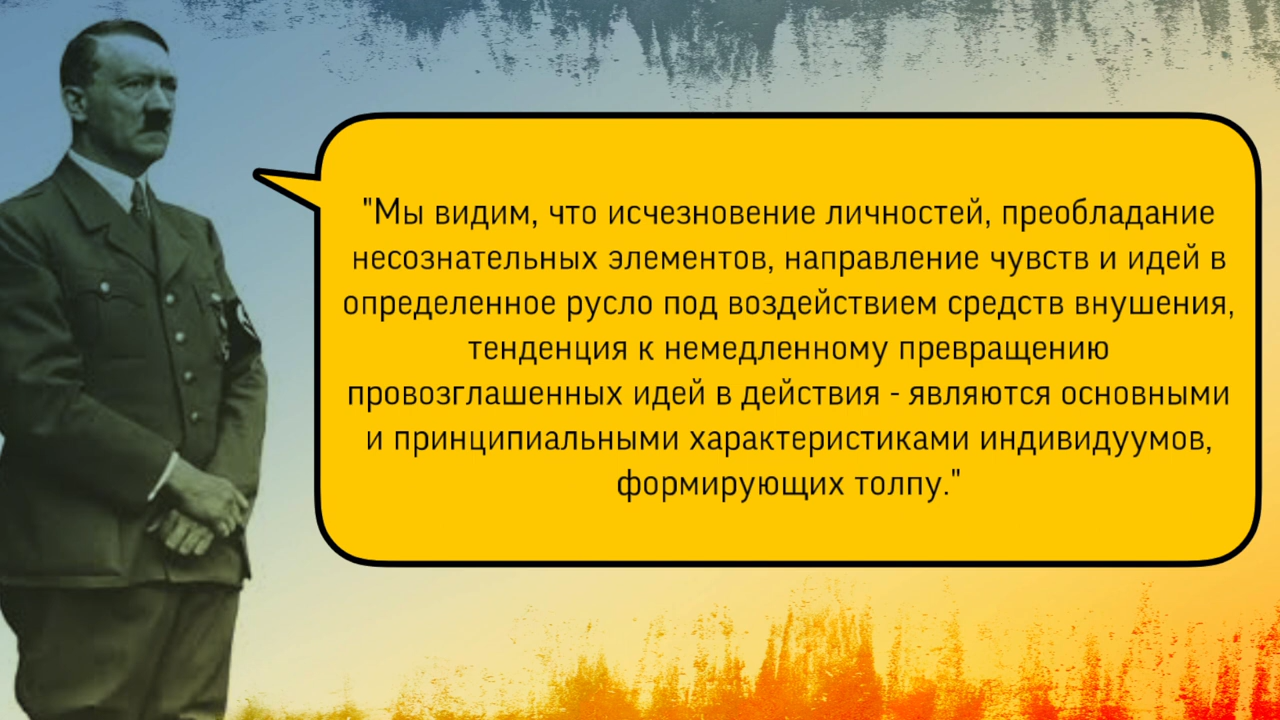 "Мы видим, что исчезновение личностей, преобладание
несознательных элементов, направление чувств и идей в
определенное русло под воздействием средств внушения,
тенденция к немедленному превращению
провозглашенных идей в действия - являются основными
и принципиальными характеристиками индивидуумов,
формирующих толпу."